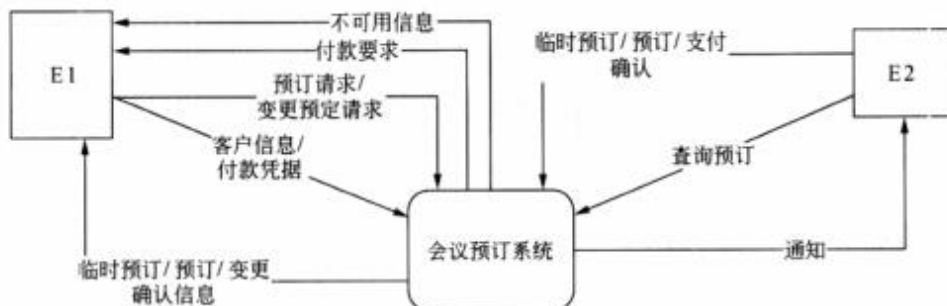 不可用信息
付款要求
E1
预订请求/
变更预定请求
客户信息/
付款凭据
临时预订/预订/支付
确认
E2
查询预订
会议预订系统
通知
临时预订/预订/变更
确认信息